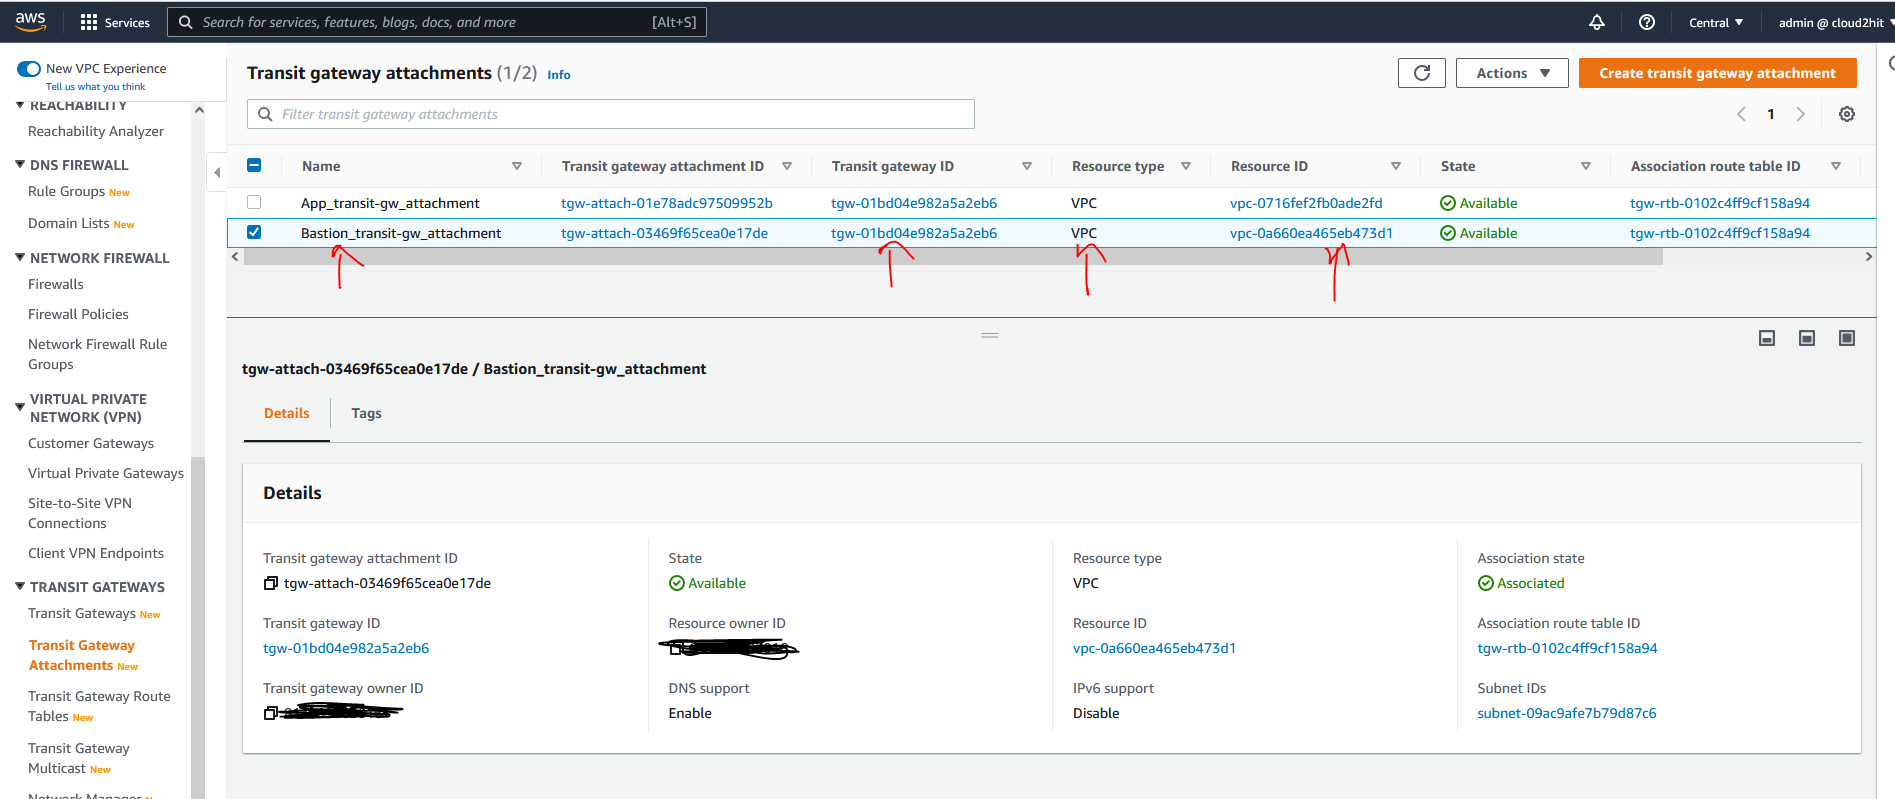 aws Services Search for services, features, blogs, docs, and more [Alt+S] Central admin @ cloud2hit
New VPC Experience
Tell us what you think
REACHABILITY
Reachability Analyzer
DNS FIREWALL
Rule Groups New
Domain Lists New
NETWORK FIREWALL
Firewalls
Firewall Policies
Network Firewall Rule
Groups
VIRTUAL PRIVATE
NETWORK (VPN)
Customer Gateways
Virtual Private Gateways
Site-to-Site VPN
Connections
Client VPN Endpoints
TRANSIT GATEWAYS
Transit Gateways New
Transit Gateway
Attachments New
Transit Gateway Route
Tables New
Transit Gateway
Multicast New
Network Manager
Transit gateway attachments (1/2) Info
Actions
Create transit gateway attachment
Filter transit gateway attachments
1
Name Transit gateway attachment ID Transit gateway ID Resource type Resource ID State Association route table ID
App_transit-gw_attachment tgw-attach-01e78adc97509952b tgw-01bd04e982a5a2eb6 VPC vpc-0716fef2fb0ade2fd Available tgw-rtb-0102c4ff9cf158a94
Bastion_transit-gw_attachment tgw-attach-03469f65cea0e17de tgw-01bd04e982a5a2eb6 VPC vpc-0a660ea465eb473d1 Available tgw-rtb-0102c4ff9cf158a94
tgw-attach-03469f65cea0e17de / Bastion_transit-gw_attachment
Details Tags
Details
Transit gateway attachment ID State Resource type Association state
tgw-attach-03469f65cea0e17de Available VPC Associated
Transit gateway ID Resource owner ID Resource ID Association route table ID
tgw-01bd04e982a5a2eb6 vpc-0a660ea465eb473d1 tgw-rtb-0102c4ff9cf158a94
Transit gateway owner ID DNS support IPv6 support Subnet IDs
Enable Disable subnet-09ac9afe7b79d87c6